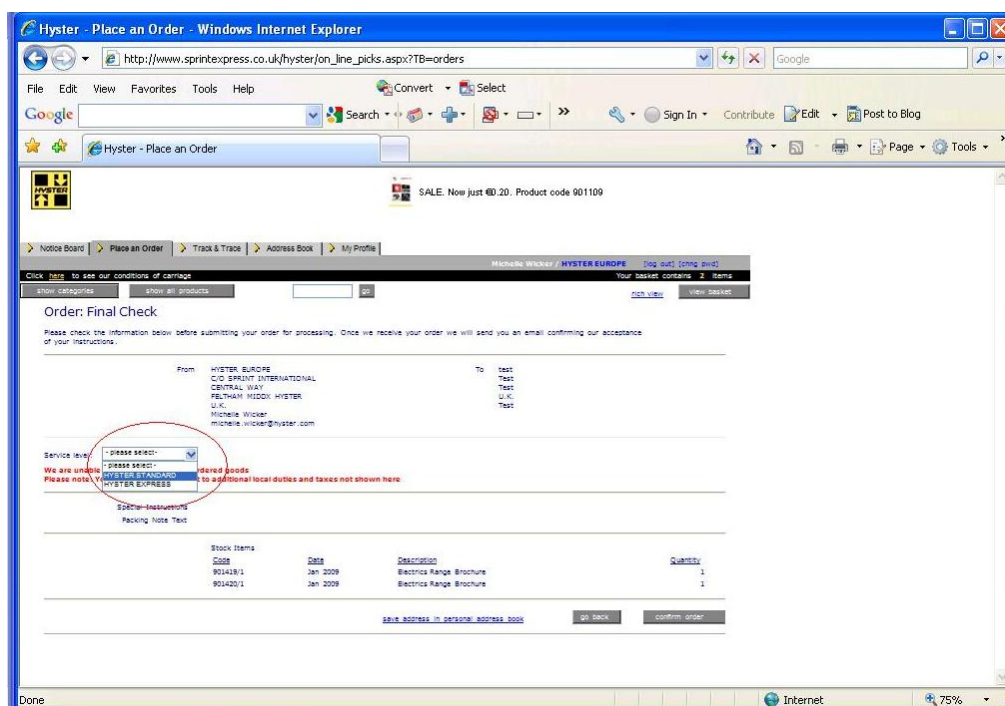 Hyster - Place an Order - Windows Internet Explorer
http://www.sprintexpress.co.uk/hyster/on_line_picks.aspx?TB=orders
Google
File Edit View Favorites Tools Help
Convert Select
Google Search » Sign In Contribute Edit Post to Blog
Hyster - Place an Order
Page Tools
HYSTER
SALE. Now just €0.20. Product code 901109
Notice Board Place an Order Track & Trace Address Book My Profile
Michelle Wicker / HYSTER EUROPE [log out] [chng pwd]
Click here to see our conditions of carriage Your basket contains 2 items
show categories show all products go rich view view basket
Order: Final Check
Please check the information below before submitting your order for processing. Once we receive your order we will send you an email confirming our acceptance
of your instructions.
From HYSTER EUROPE To test
C/O SPRINT INTERNATIONAL Test
CENTRAL WAY Test
FELTHAM MIDDX HYSTER U.K.
U.K. Test
Michelle Wicker
michelle.wicker@hyster.com
Service level - please select -
- please select -
We are unable HYSTER STANDARD ordered goods
Please note: HYSTER EXPRESS to additional local duties and taxes not shown here
Special Instructions
Packing Note Text
Stock Items
Code Date Description Quantity
901419/1 Jan 2009 Electrics Range Brochure 1
901420/1 Jan 2009 Electrics Range Brochure 1
save address in personal address book go back confirm order
Done Internet 75%